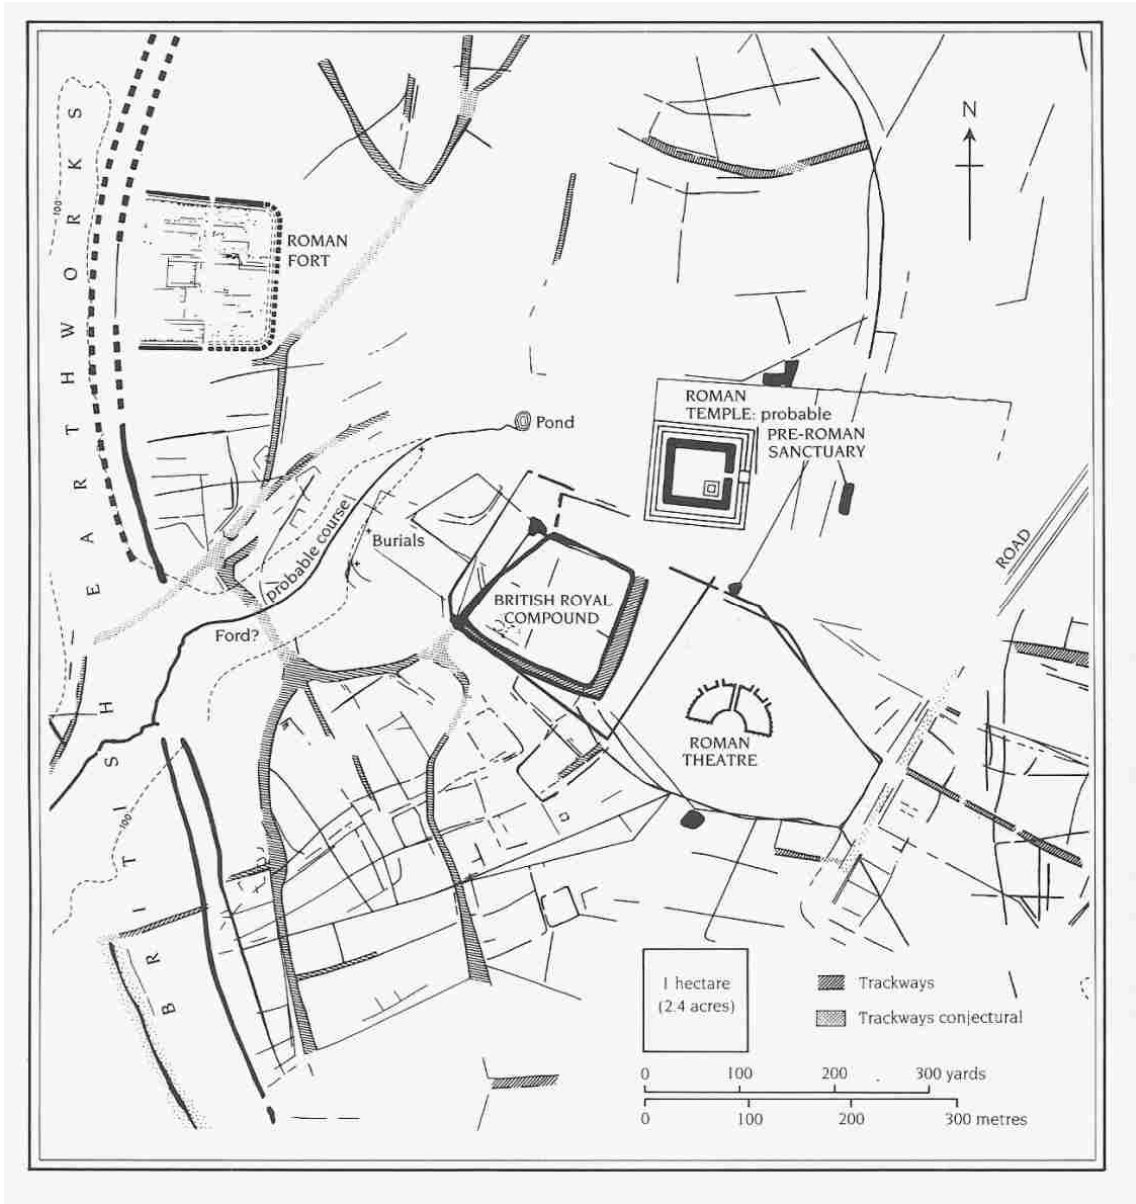 N
100
BRITISH EARTHWORKS
ROMAN
FORT
ROMAN
TEMPLE: probable
PRE-ROMAN
SANCTUARY
Pond
probable course
Burials
ROAD
BRITISH ROYAL
COMPOUND
Ford?
ROMAN
THEATRE
100
1 hectare
(2.4 acres)
Trackways
Trackways conjectural
0 100 200 300 yards
0 100 200 300 metres